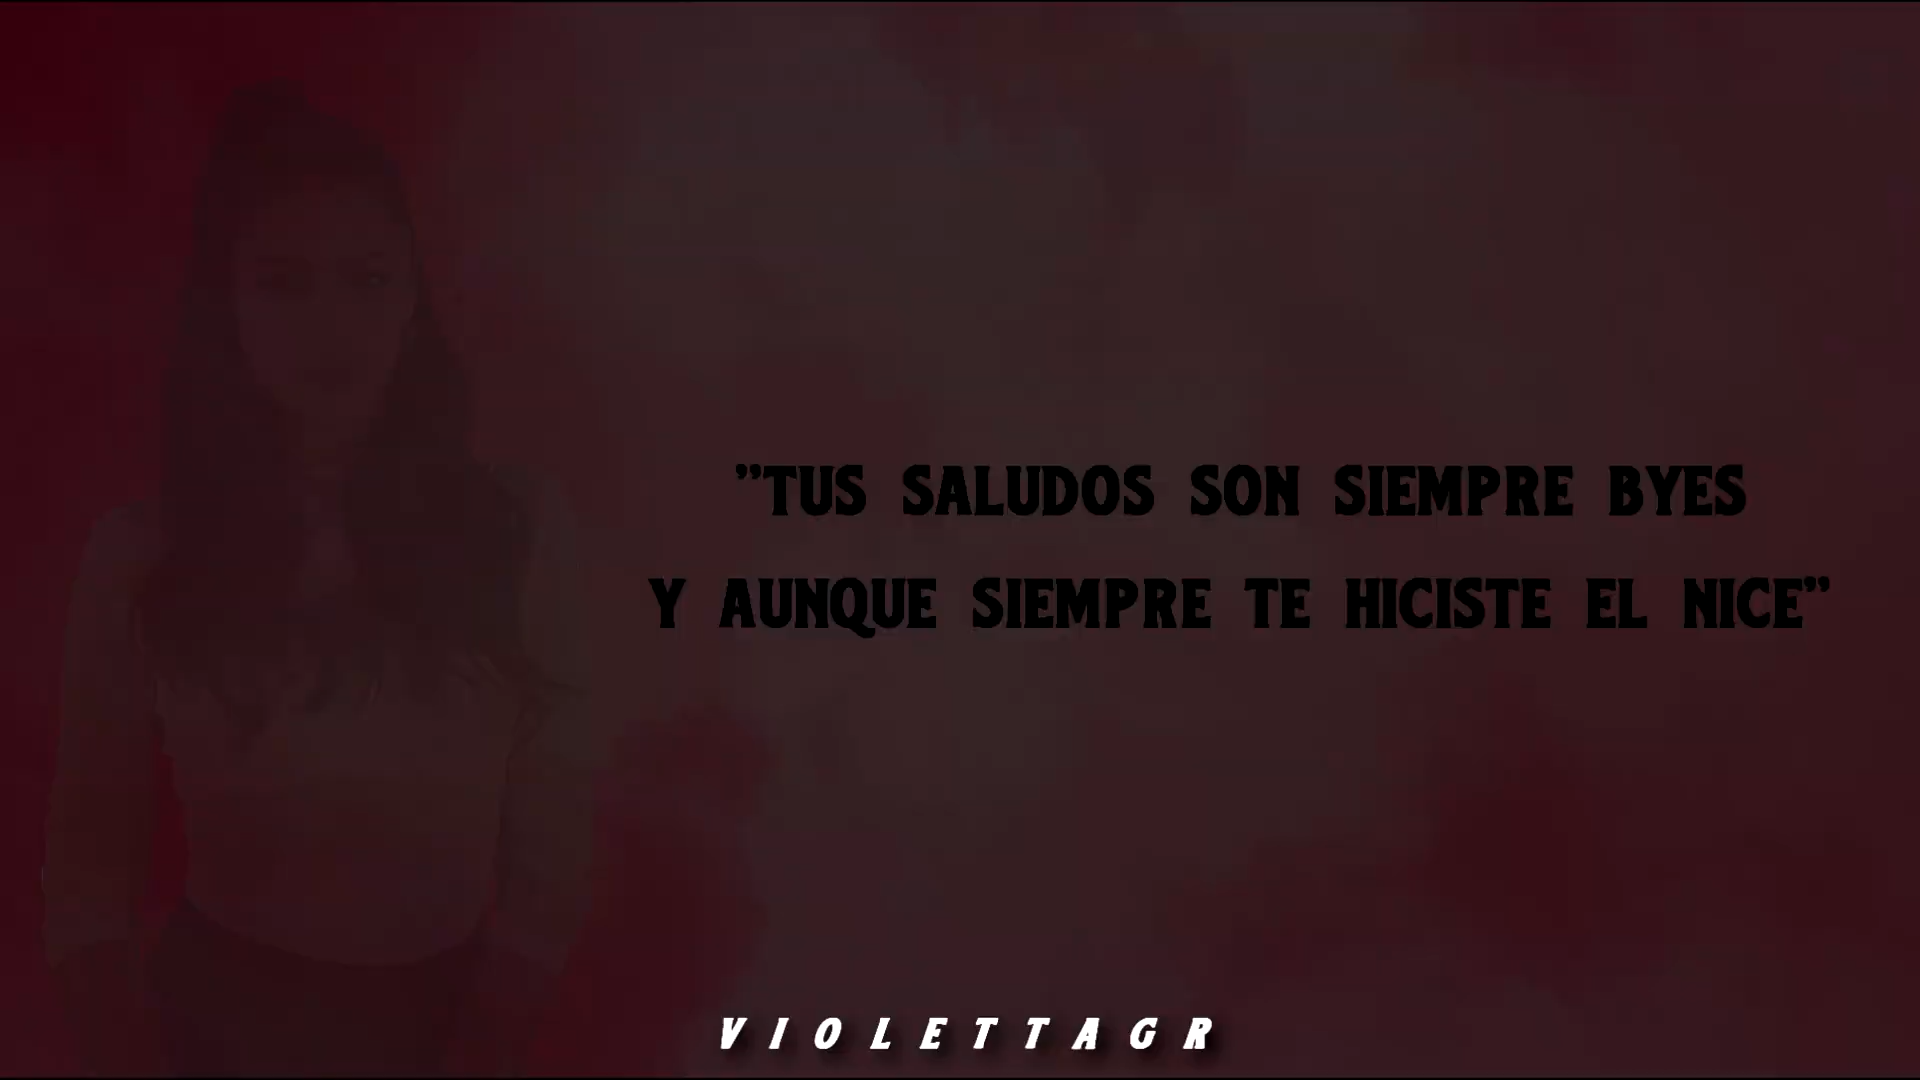 "TUS SALUDOS SON SIEMPRE BYES
Y AUNQUE SIEMPRE TE HICISTE EL NICE"
VIOLETTAGR